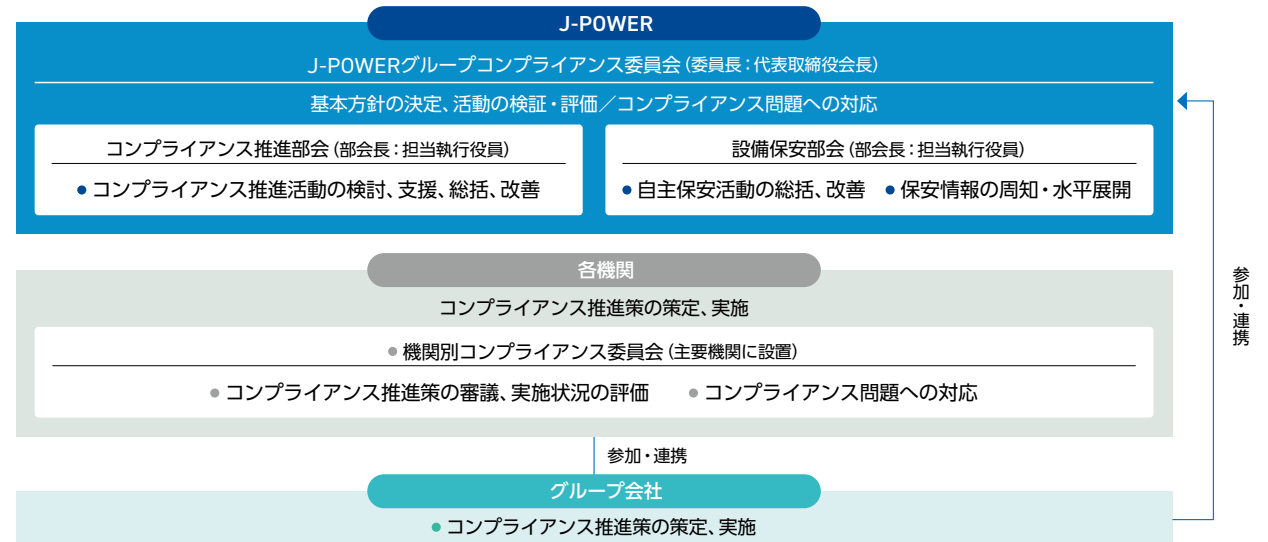 J-POWER
J-POWERグループコンプライアンス委員会(委員長:代表取締役会長)
基本方針の決定、活動の検証・評価/コンプライアンス問題への対応
コンプライアンス推進部会(部会長:担当執行役員)
●コンプライアンス推進活動の検討、支援、総括、改善
設備保安部会(部会長:担当執行役員)
●自主保安活動の総括、改善 ●保安情報の周知・水平展開
各機関
コンプライアンス推進策の策定、実施
●機関別コンプライアンス委員会(主要機関に設置)
●コンプライアンス推進策の審議、実施状況の評価 ●コンプライアンス問題への対応
参加・連携
グループ会社
●コンプライアンス推進策の策定、実施
参加・連携